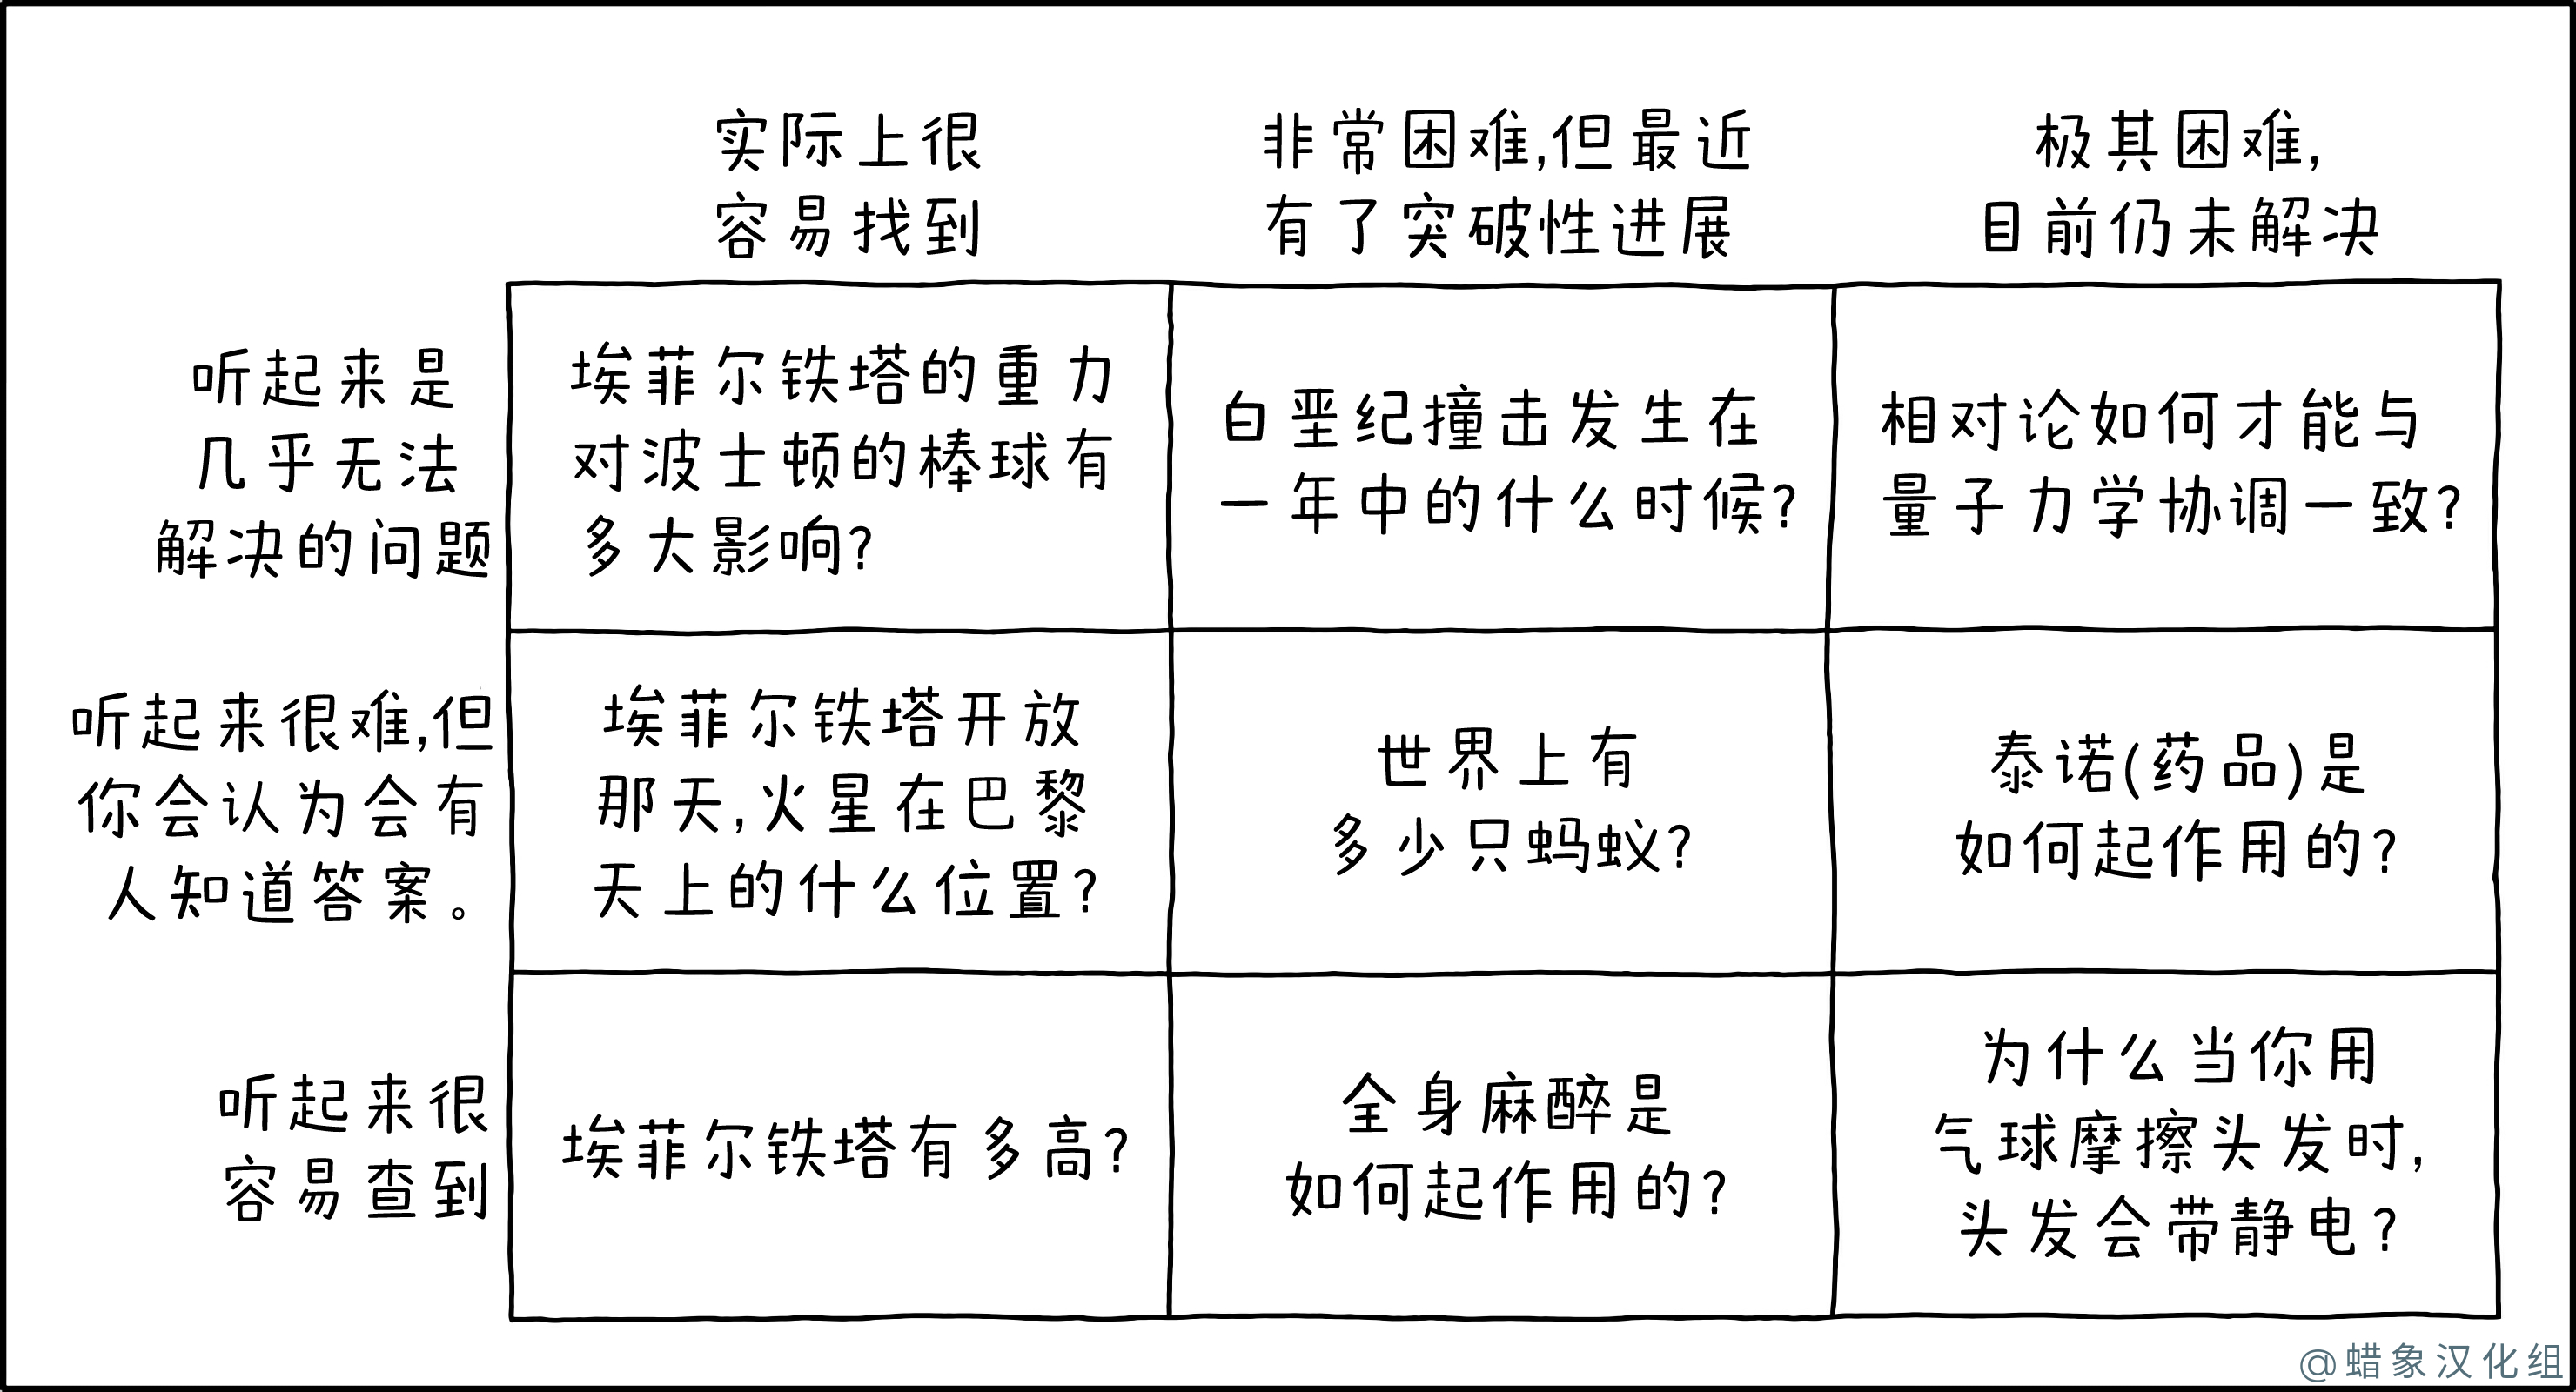 实际上很
容易找到
非常困难,但最近
有了突破性进展
极其困难,
目前仍未解决
听起来是
几乎无法
解决的问题
埃菲尔铁塔的重力
对波士顿的棒球有
多大影响?
白垩纪撞击发生在
一年中的什么时候?
相对论如何才能与
量子力学协调一致?
听起来很难,但
你会认为会有
人知道答案。
埃菲尔铁塔开放
那天,火星在巴黎
天上的什么位置?
世界上有
多少只蚂蚁?
泰诺(药品)是
如何起作用的?
听起来很
容易查到
埃菲尔铁塔有多高?
全身麻醉是
如何起作用的?
为什么当你用
气球摩擦头发时,
头发会带静电?
@蜡象汉化组